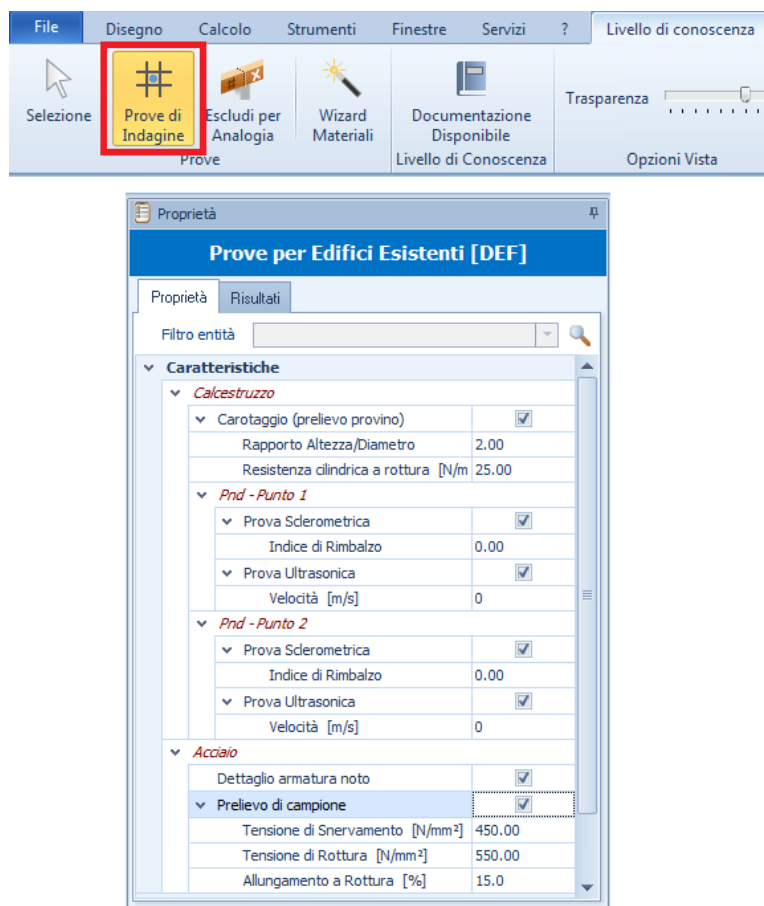 File Disegno Calcolo Strumenti Finestre Servizi ? Livello di conoscenza
Selezione
Prove di Indagine
Escludi per Analogia
Wizard Materiali
Documentazione Disponibile
Trasparenza
Prove
Livello di Conoscenza
Opzioni Vista
Proprietà
Prove per Edifici Esistenti [DEF]
Proprietà Risultati
Filtro entità
Caratteristiche
Calcestruzzo
Carotaggio (prelievo provino)
Rapporto Altezza/Diametro 2.00
Resistenza cilindrica a rottura [N/m 25.00
Pnd - Punto 1
Prova Sclerometrica
Indice di Rimbalzo 0.00
Prova Ultrasonica
Velocità [m/s] 0
Pnd - Punto 2
Prova Sclerometrica
Indice di Rimbalzo 0.00
Prova Ultrasonica
Velocità [m/s] 0
Acciaio
Dettaglio armatura noto
Prelievo di campione
Tensione di Snervamento [N/mm²] 450.00
Tensione di Rottura [N/mm²] 550.00
Allungamento a Rottura [%] 15.0